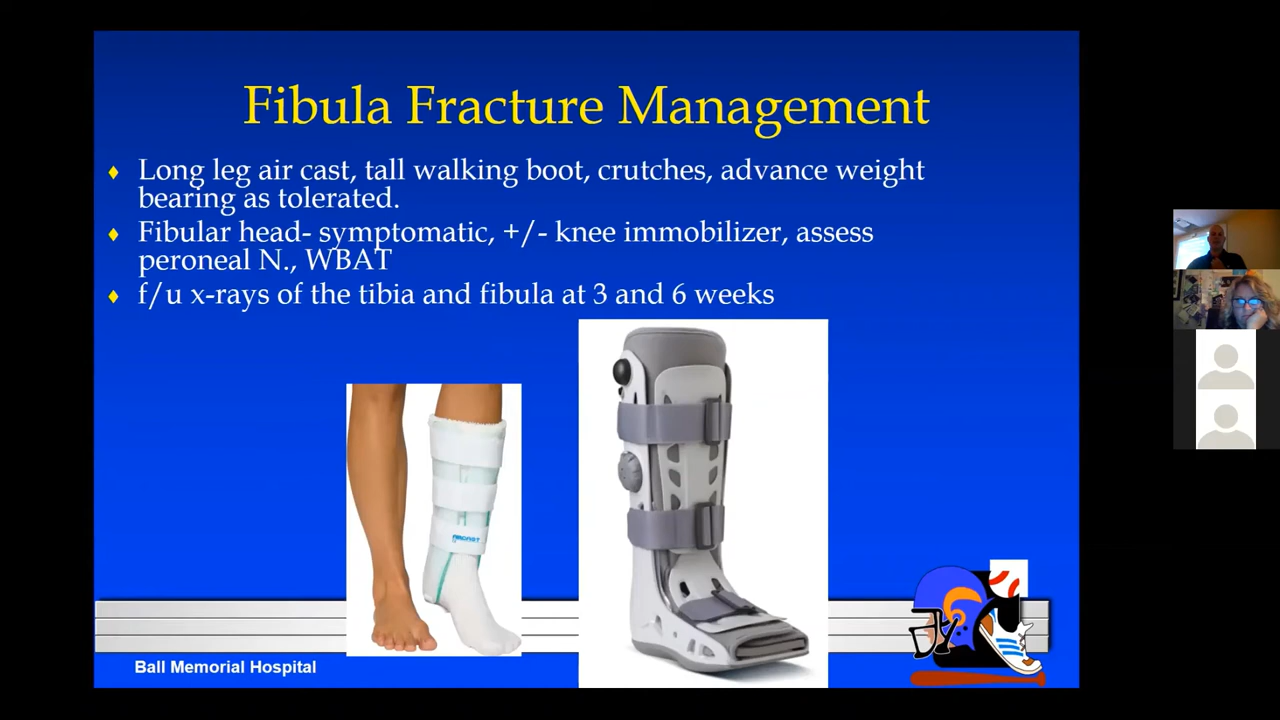 Fibula Fracture Management
Long leg air cast, tall walking boot, crutches, advance weight
bearing as tolerated.
Fibular head- symptomatic, +/- knee immobilizer, assess
peroneal N., WBAT
f/u x-rays of the tibia and fibula at 3 and 6 weeks
Ball Memorial Hospital